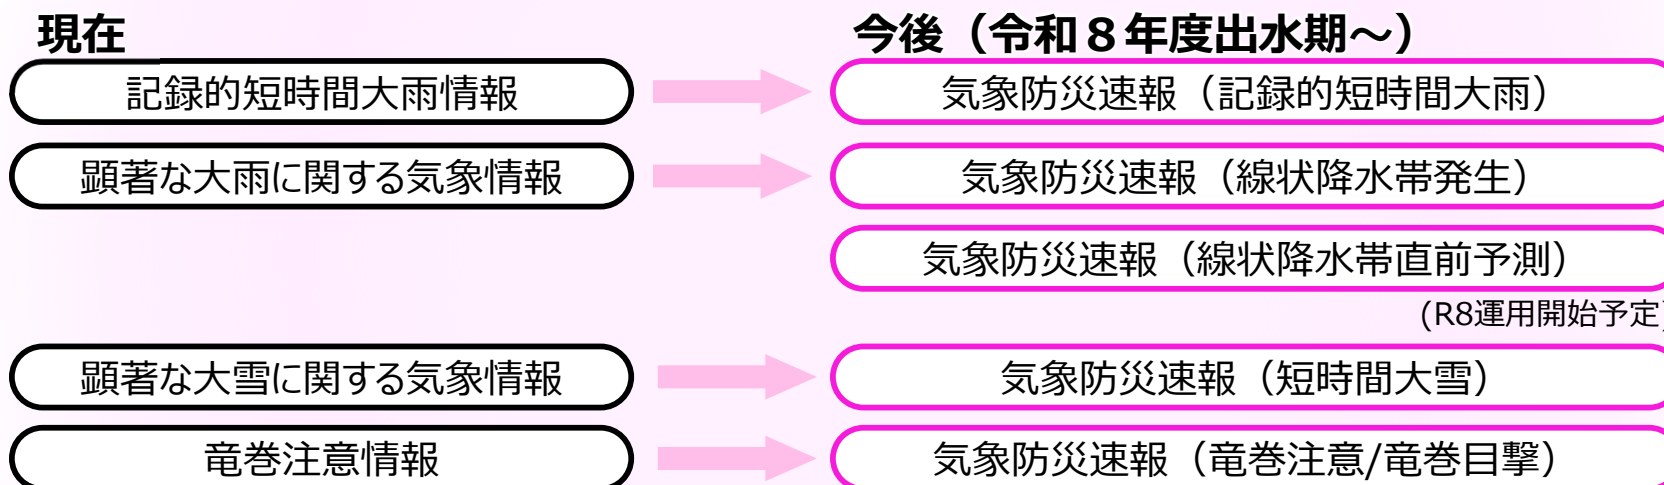 現在
今後（令和８年度出水期～）
記録的短時間大雨情報
気象防災速報（記録的短時間大雨）
顕著な大雨に関する気象情報
気象防災速報（線状降水帯発生）
気象防災速報（線状降水帯直前予測）
(R8運用開始予定)
顕著な大雪に関する気象情報
気象防災速報（短時間大雪）
竜巻注意情報
気象防災速報（竜巻注意/竜巻目撃）